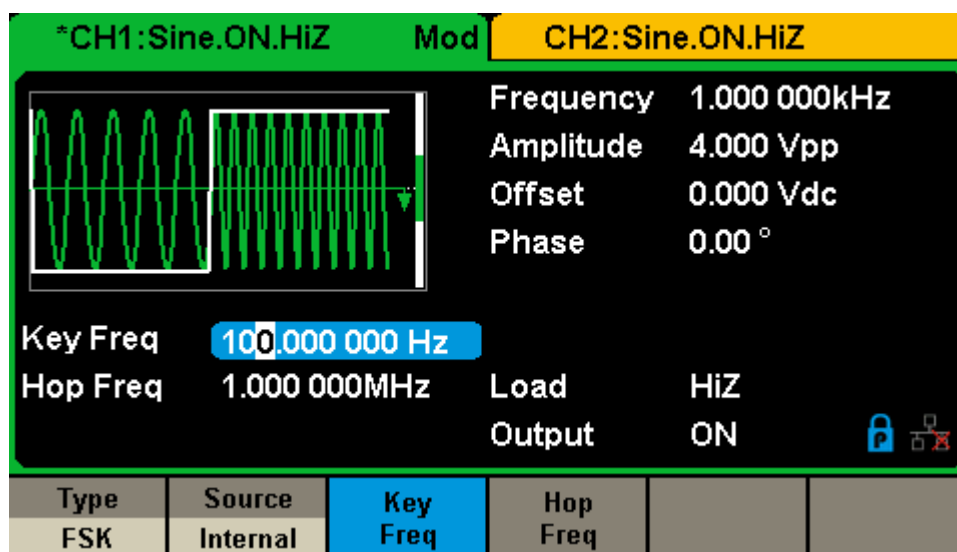 *CH1:Sine.ON.HiZ Mod CH2:Sine.ON.HiZ
Frequency 1.000 000kHz
Amplitude 4.000 Vpp
Offset 0.000 Vdc
Phase 0.00 °
Key Freq 100.000 000 Hz
Hop Freq 1.000 000MHz Load HiZ
Output ON P
Type Source Key Hop
FSK Internal Freq Freq